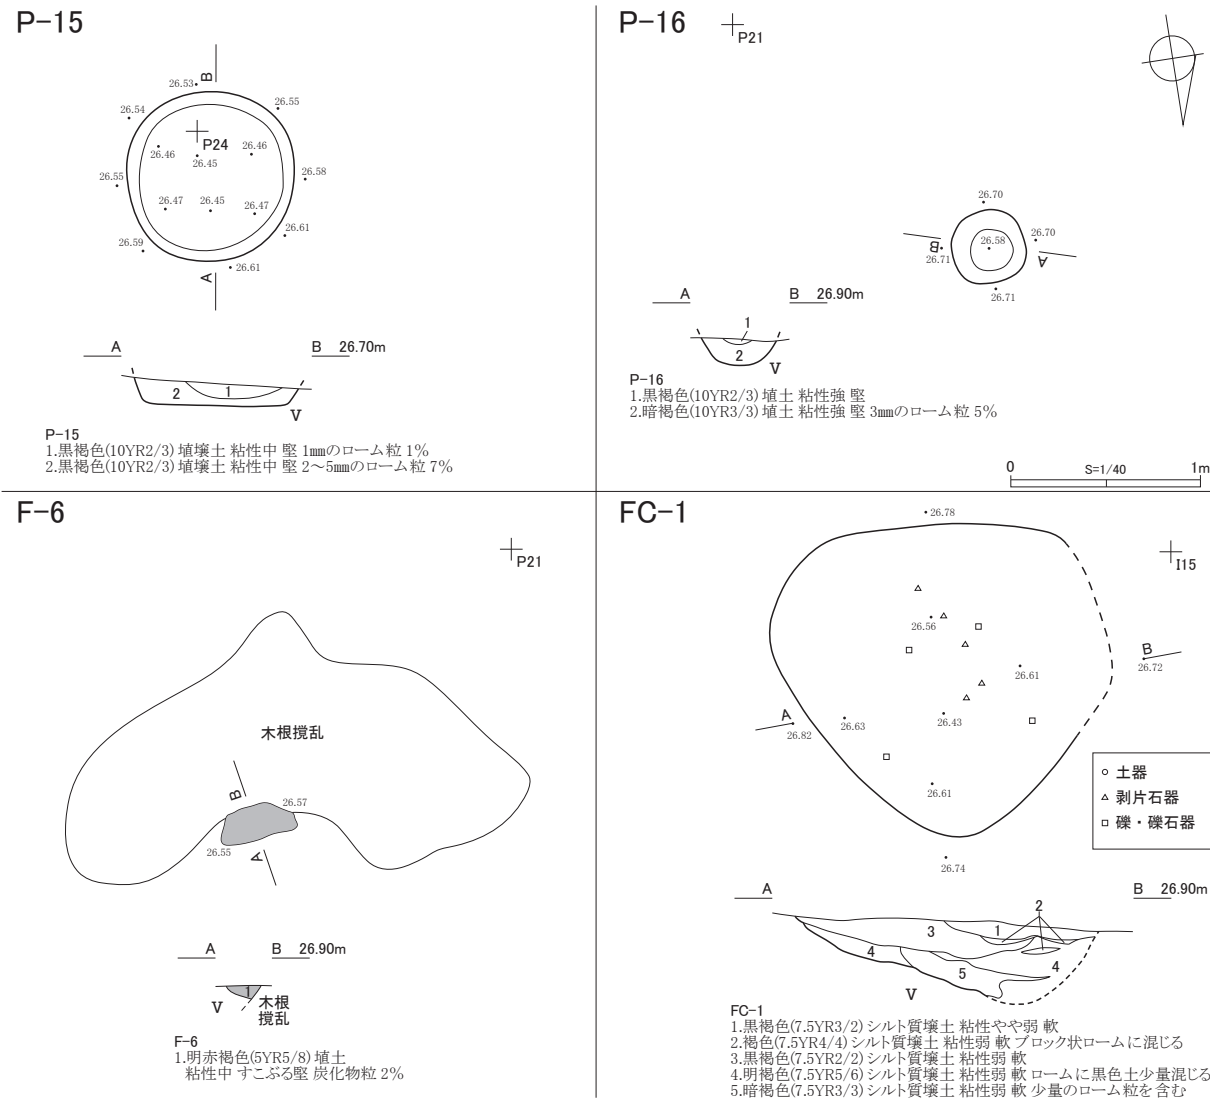 P-15
B
26.53
26.54
26.55
P24
26.46
26.45
26.46
26.55
26.58
26.47
26.45
26.47
26.59
26.61
A
26.61
A
B 26.70m
2
1
V
P-15
1.黒褐色(10YR2/3) 埴壌土 粘性中 堅 1㎜のローム粒 1%
2.黒褐色(10YR2/3) 埴壌土 粘性中 堅 2～5㎜のローム粒 7%
P-16
P21
26.70
B
26.71
26.58
26.70
A
26.71
A
B 26.90m
1
2
V
P-16
1.黒褐色(10YR2/3) 埴土 粘性強 堅
2.暗褐色(10YR3/3) 埴土 粘性強 堅 3㎜のローム粒 5%
0
S=1/40
1m
F-6
P21
木根撹乱
B
26.57
26.55
A
A
B 26.90m
1
V
木根
撹乱
F-6
1.明赤褐色(5YR5/8) 埴土
粘性中 すこぶる堅 炭化物粒 2%
FC-1
26.78
I15
26.56
B
26.72
26.61
A
26.82
26.63
26.43
26.61
26.74
土器
剥片石器
礫・礫石器
A
B 26.90m
2
3
1
4
5
4
V
FC-1
1.黒褐色(7.5YR3/2) シルト質壌土 粘性やや弱 軟
2.褐色(7.5YR4/4) シルト質壌土 粘性弱 軟 ブロック状ロームに混じる
3.黒褐色(7.5YR2/2) シルト質壌土 粘性弱 軟
4.明褐色(7.5YR5/6) シルト質壌土 粘性弱 軟 ロームに黒色土少量混じる
5.暗褐色(7.5YR3/3) シルト質壌土 粘性弱 軟 少量のローム粒を含む